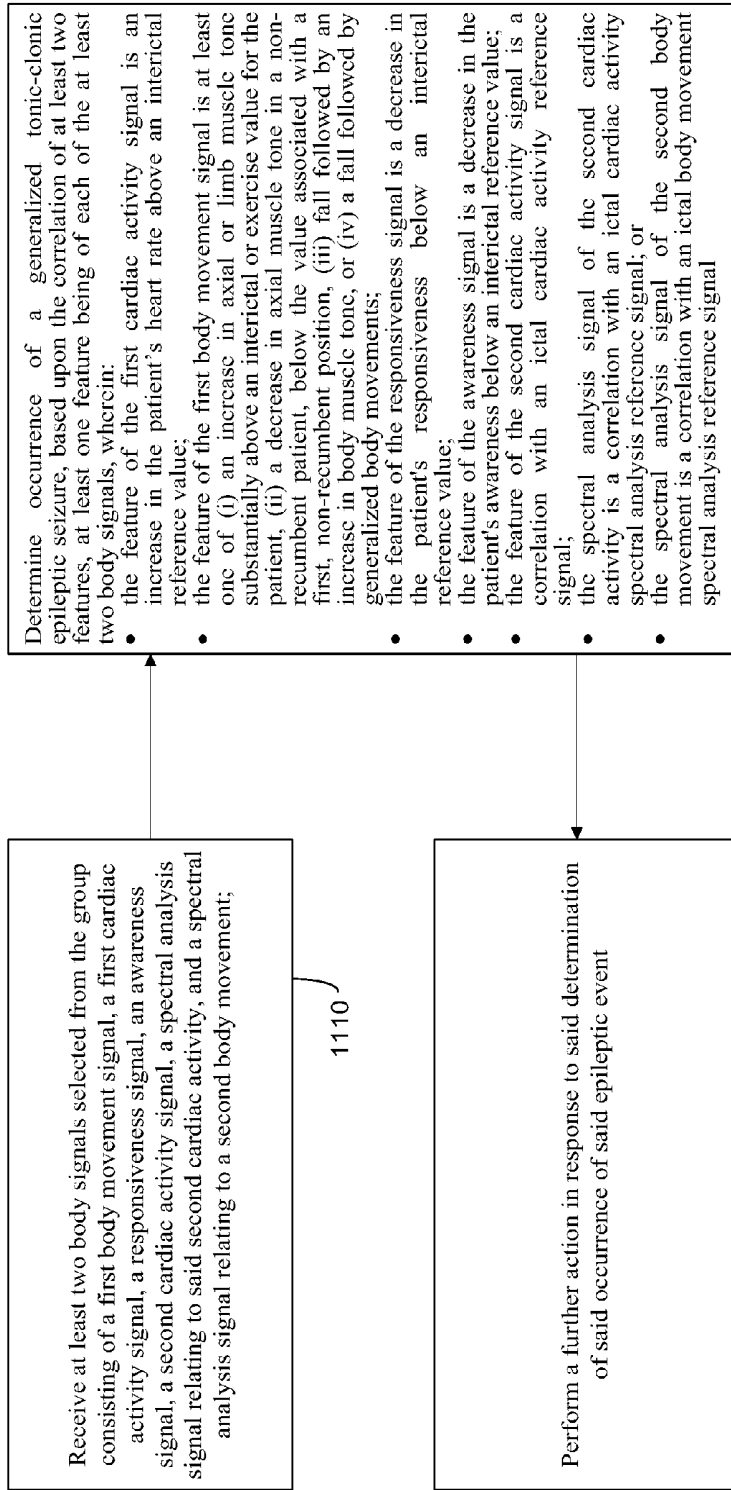 Receive at least two body signals selected from the group
consisting of a first body movement signal, a first cardiac
activity signal, a responsiveness signal, an awareness
signal, a second cardiac activity signal, a spectral analysis
signal relating to said second cardiac activity, and a spectral
analysis signal relating to a second body movement;
1110
Determine occurrence of a generalized tonic-clonic
epileptic seizure, based upon the correlation of at least two
features, at least one feature being of each of the at least
two body signals, wherein:
• the feature of the first cardiac activity signal is an
increase in the patient's heart rate above an interictal
reference value;
• the feature of the first body movement signal is at least
one of (i) an increase in axial or limb muscle tone
substantially above an interictal or exercise value for the
patient, (ii) a decrease in axial muscle tone in a non-
recumbent patient, below the value associated with a
first, non-recumbent position, (iii) fall followed by an
increase in body muscle tone, or (iv) a fall followed by
generalized body movements;
• the feature of the responsiveness signal is a decrease in
the patient's responsiveness below an interictal
reference value;
• the feature of the awareness signal is a decrease in the
patient's awareness below an interictal reference value;
• the feature of the second cardiac activity signal is a
correlation with an ictal cardiac activity reference
signal;
• the spectral analysis signal of the second cardiac
activity is a correlation with an ictal cardiac activity
spectral analysis reference signal; or
• the spectral analysis signal of the second body
movement is a correlation with an ictal body movement
spectral analysis reference signal
Perform a further action in response to said determination
of said occurrence of said epileptic event